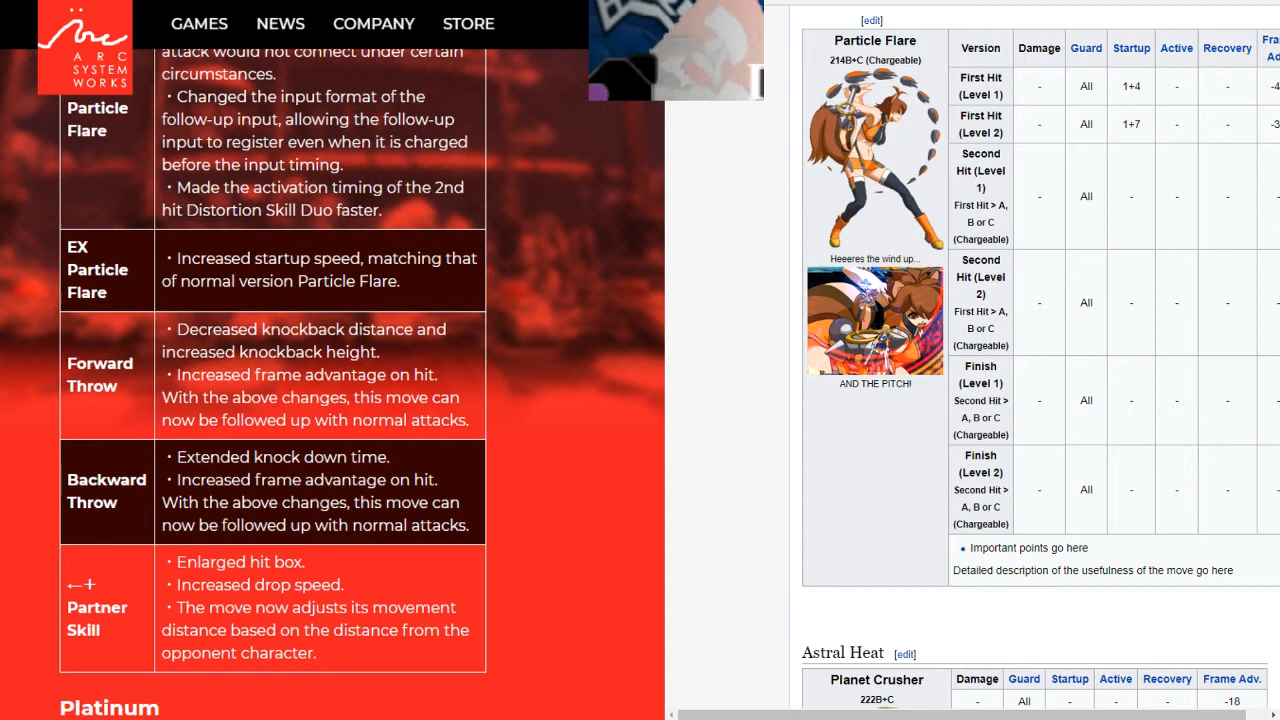 GAMES NEWS COMPANY STORE
ARC
SYSTEM
WORKS
attack would not connect under certain
circumstances.
・Changed the input format of the
follow-up input, allowing the follow-up
input to register even when it is charged
before the input timing.
・Made the activation timing of the 2nd
hit Distortion Skill Duo faster.
Particle
Flare
EX
Particle
Flare
・Increased startup speed, matching that
of normal version Particle Flare.
Forward
Throw
・Decreased knockback distance and
increased knockback height.
・Increased frame advantage on hit.
With the above changes, this move can
now be followed up with normal attacks.
Backward
Throw
・Extended knock down time.
・Increased frame advantage on hit.
With the above changes, this move can
now be followed up with normal attacks.
←+
Partner
Skill
・Enlarged hit box.
・Increased drop speed.
・The move now adjusts its movement
distance based on the distance from the
opponent character.
Platinum
[edit]
Particle Flare
214B+C (Chargeable)
Heeeres the wind up...
AND THE PITCH!
Version Damage Guard Startup Active Recovery Fra
Ad
First Hit
(Level 1)
- All 1+4 - - -4
First Hit
(Level 2)
- All 1+7 - - -3
Second
Hit (Level
1)
First Hit > A,
B or C
(Chargeable)
- All - - - -
Second
Hit (Level
2)
First Hit > A,
B or C
(Chargeable)
- All - - - -
Finish
(Level 1)
Second Hit >
A, B or C
(Chargeable)
- All - - - -
Finish
(Level 2)
Second Hit >
A, B or C
(Chargeable)
- All - - - -
• Important points go here
Detailed description of the usefulness of the move go here
Astral Heat [edit]
Planet Crusher
222B+C
Damage Guard Startup Active Recovery Frame Adv.
- All - - - -18